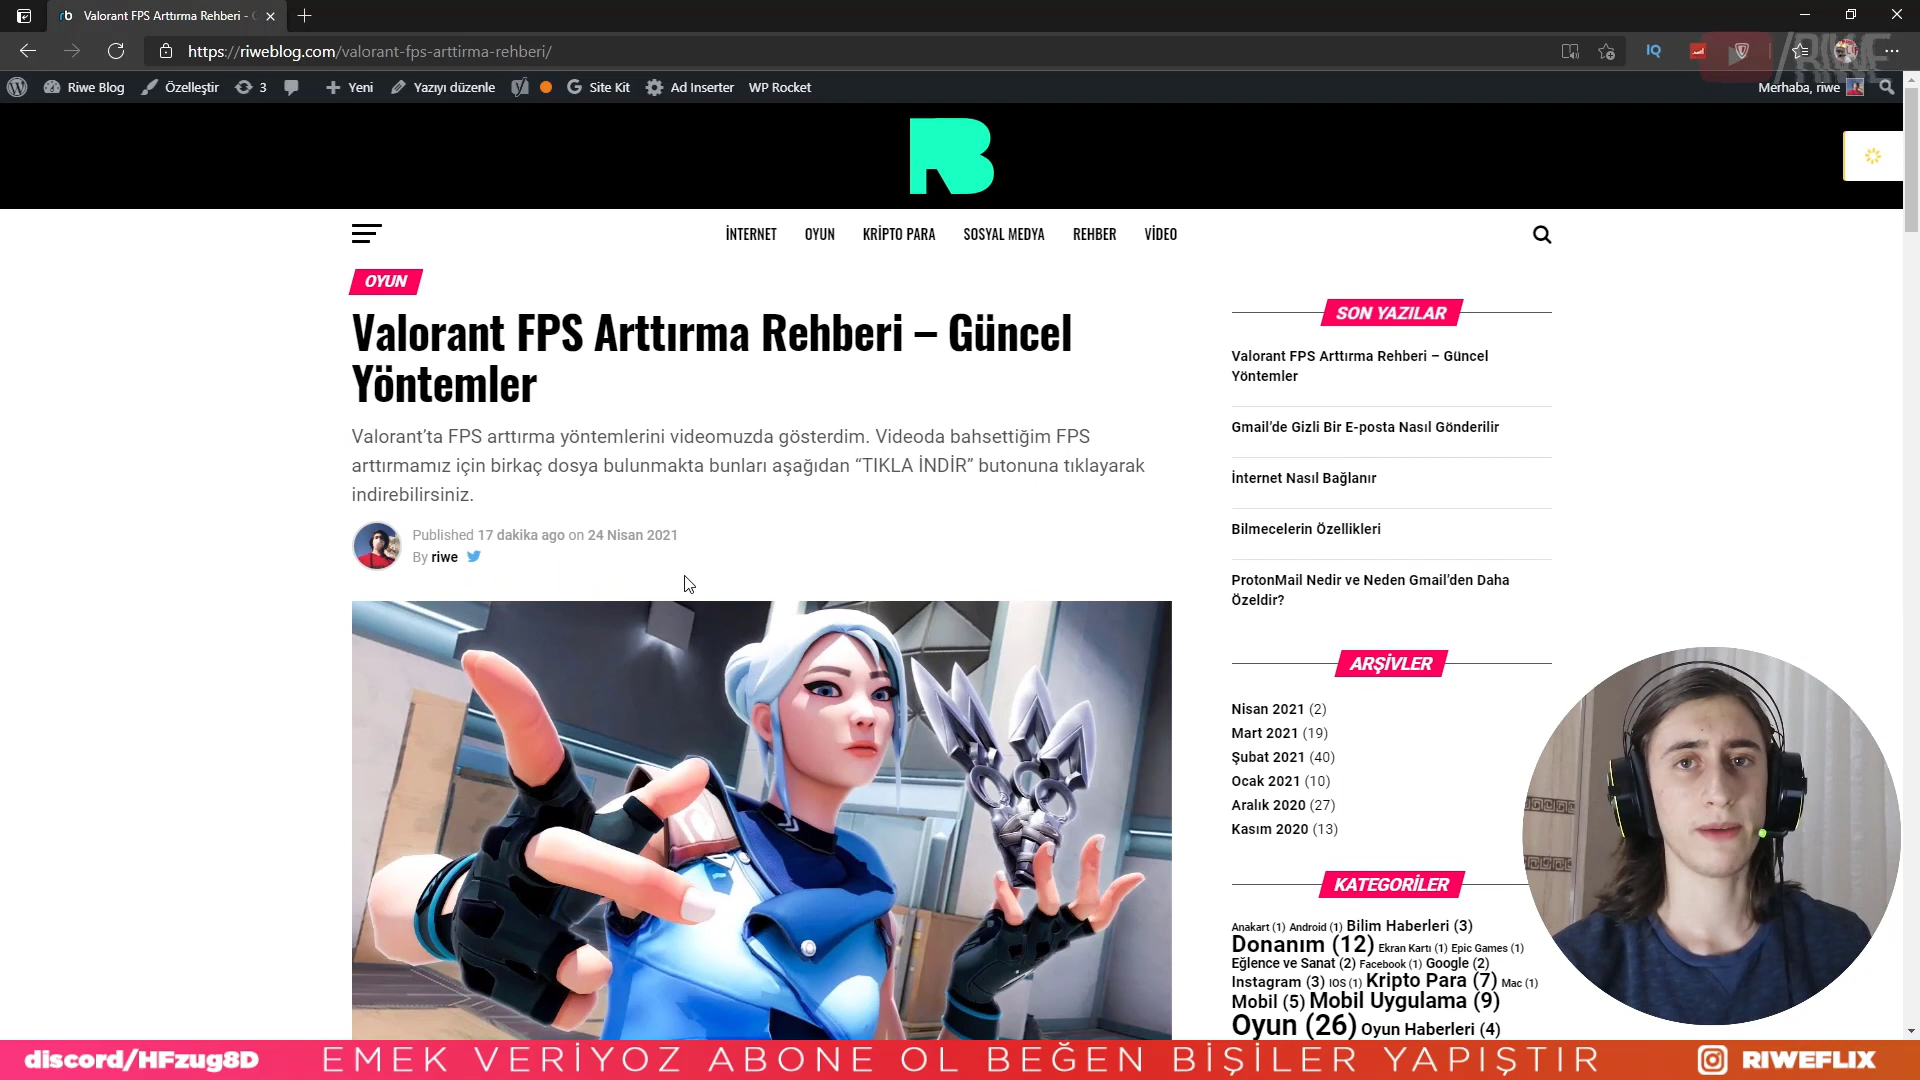 Valorant FPS Arttırma Rehberi -
https://riweblog.com/valorant-fps-arttirma-rehberi/
IQ
/RIWE
Riwe Blog
Özelleştir
3
Yeni
Yazıyı düzenle
Site Kit
Ad Inserter
WP Rocket
Merhaba, riwe
İNTERNET
OYUN
KRİPTO PARA
SOSYAL MEDYA
REHBER
VİDEO
OYUN
Valorant FPS Arttırma Rehberi – Güncel
Yöntemler
Valorant’ta FPS arttırma yöntemlerini videomuzda gösterdim. Videoda bahsettiğim FPS
arttırmamız için birkaç dosya bulunmakta bunları aşağıdan “TIKLA İNDİR” butonuna tıklayarak
indirebilirsiniz.
Published 17 dakika ago on 24 Nisan 2021
By riwe
SON YAZILAR
Valorant FPS Arttırma Rehberi – Güncel
Yöntemler
Gmail’de Gizli Bir E-posta Nasıl Gönderilir
İnternet Nasıl Bağlanır
Bilmecelerin Özellikleri
ProtonMail Nedir ve Neden Gmail’den Daha
Özeldir?
ARŞİVLER
Nisan 2021 (2)
Mart 2021 (19)
Şubat 2021 (40)
Ocak 2021 (10)
Aralık 2020 (27)
Kasım 2020 (13)
KATEGORİLER
Anakart (1) Android (1) Bilim Haberleri (3)
Donanım (12) Ekran Kartı (1) Epic Games (1)
Eğlence ve Sanat (2) Facebook (1) Google (2)
Instagram (3) IOS (1) Kripto Para (7) Mac (1)
Mobil (5) Mobil Uygulama (9)
Oyun (26) Oyun Haberleri (4)
discord/HFzug8D
EMEK VERİYOZ ABONE OL BEĞEN BİŞİLER YAPIŞTIR
RIWEFLIX